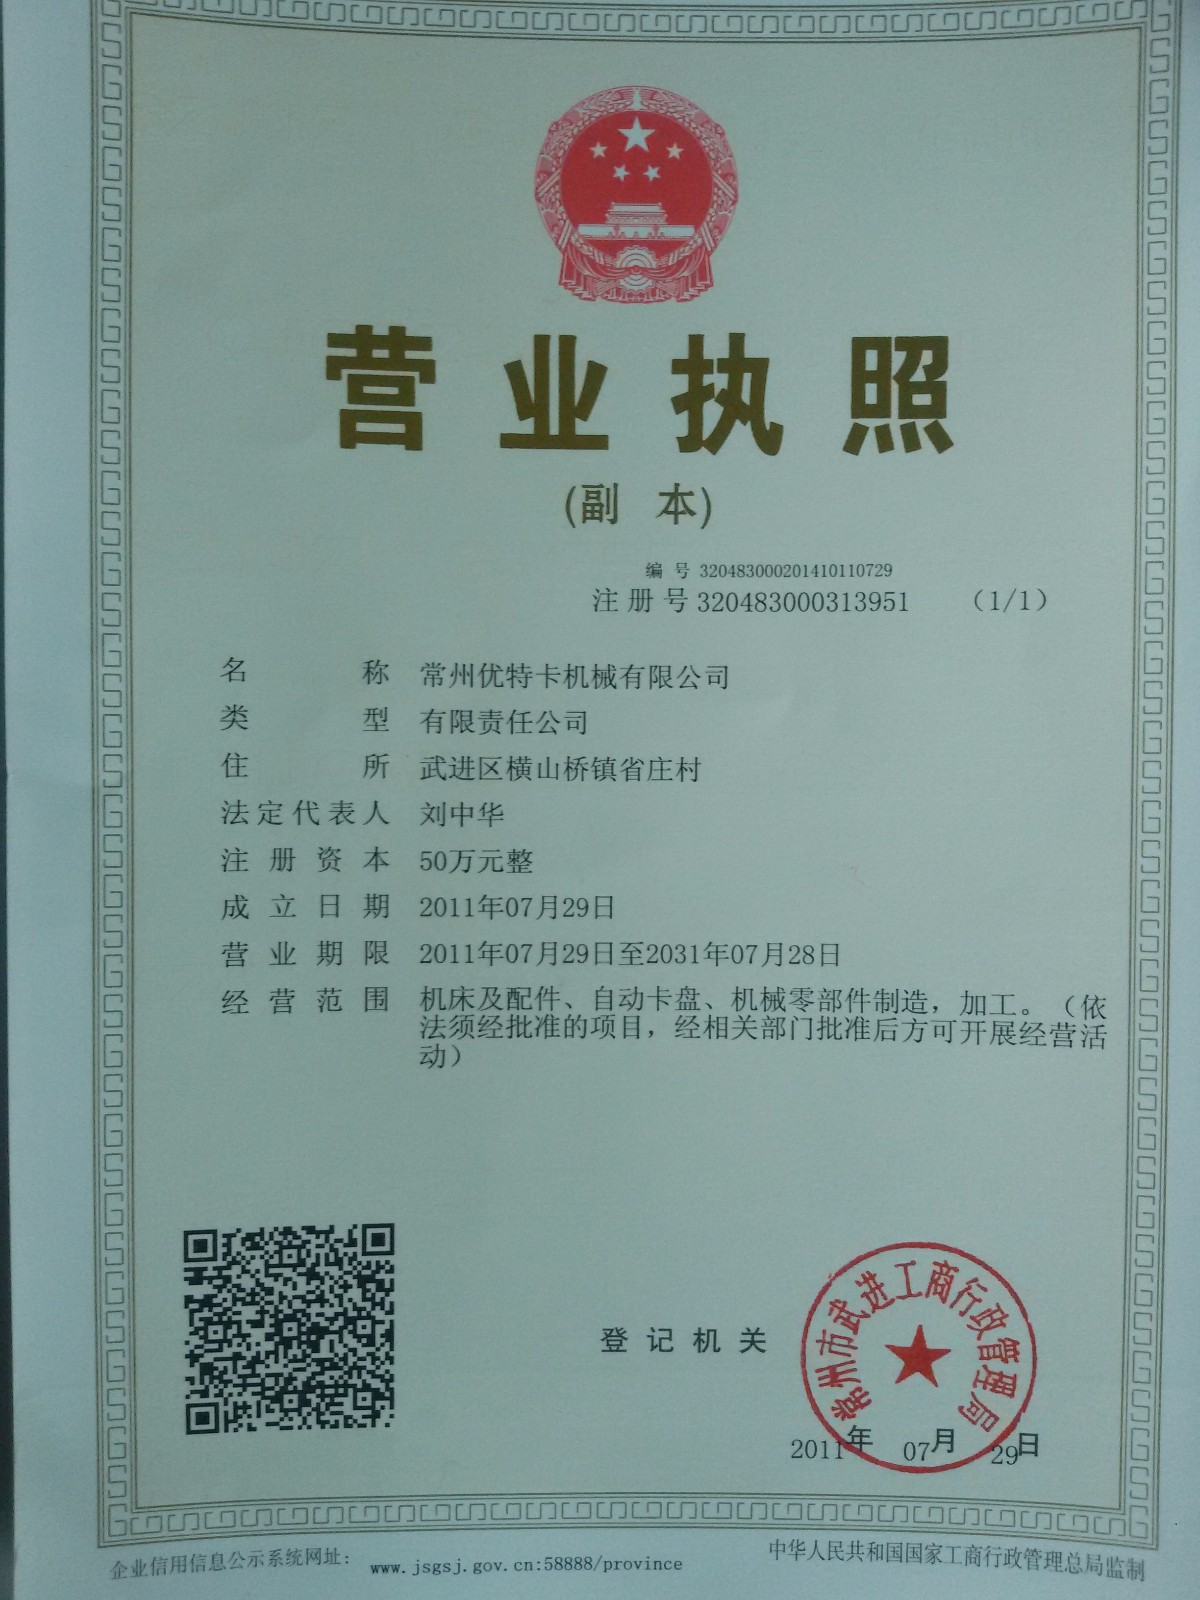 营业执照
(副 本)
编 号 320483000201410110729
注 册 号 320483000313951 （1/1）
名 称 常州优特卡机械有限公司
类 型 有限责任公司
住 所 武进区横山桥镇省庄村
法定代表人 刘中华
注 册 资 本 50万元整
成 立 日 期 2011年07月29日
营 业 期 限 2011年07月29日至2031年07月28日
经 营 范 围 机床及配件、自动卡盘、机械零部件制造，加工。（依
法须经批准的项目，经相关部门批准后方可开展经营活
动）
登 记 机 关
常州市武进工商行政管理局
2011年 07月 29日
企业信用信息公示系统网址： www.jsgsj.gov.cn:58888/province
中华人民共和国国家工商行政管理总局监制